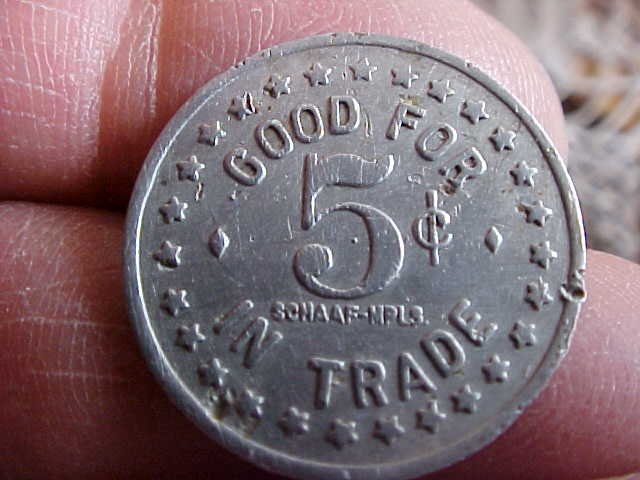 GOOD FOR
5¢
SCHAAF-MPLS.
IN TRADE